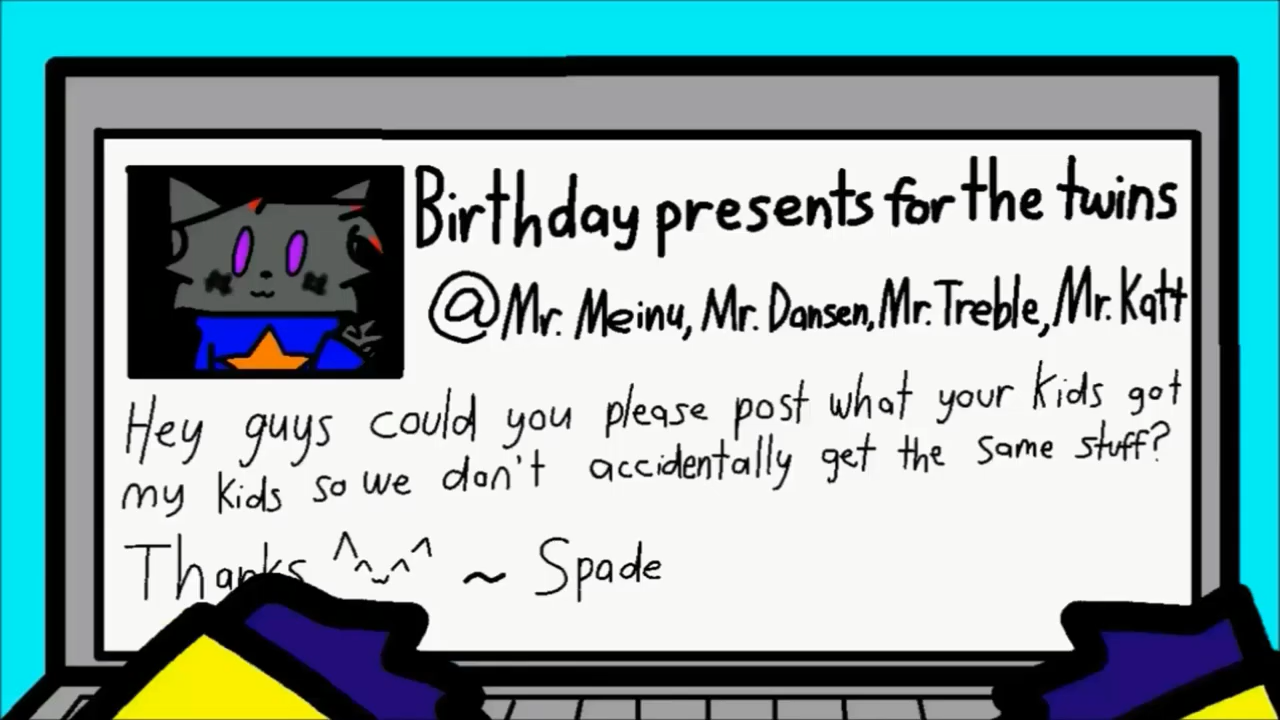 Birthday presents for the twins
@Mr. Meinu, Mr. Dansen, Mr. Treble, Mr. Katt
Hey guys could you please post what your kids got
my kids so we don't accidentally get the same stuff?
Thanks ^ᵕ^ ~ Spade